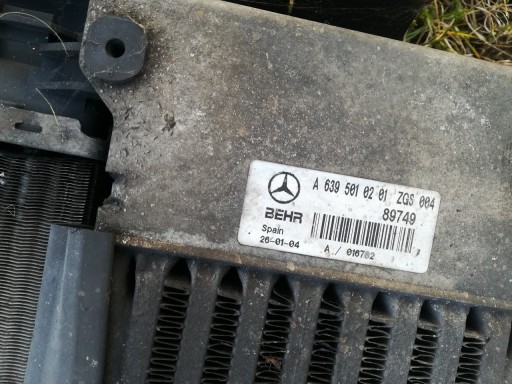 A 639 501 02 01 ZGS 004
89749
BEHR
Spain
26-01-04
A / 016782